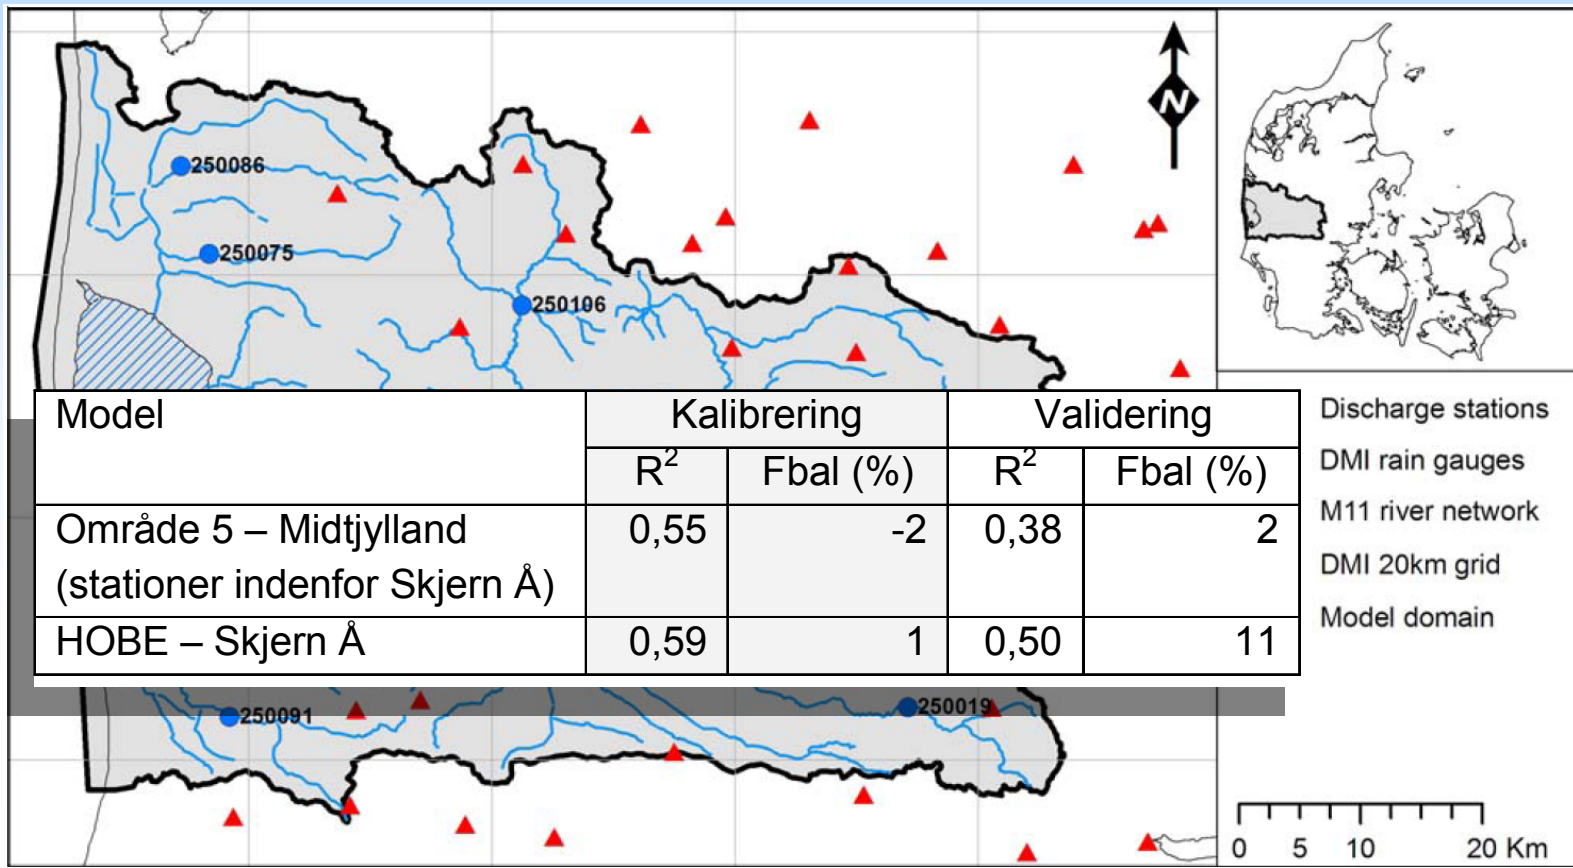 N
250086
250075
250106
Model Kalibrering Validering
R² Fbal (%) R² Fbal (%)
Område 5 – Midtjylland 0,55 -2 0,38 2
(stationer indenfor Skjern Å)
HOBE – Skjern Å 0,59 1 0,50 11
250091
250019
Discharge stations
DMI rain gauges
M11 river network
DMI 20km grid
Model domain
0 5 10 20 Km